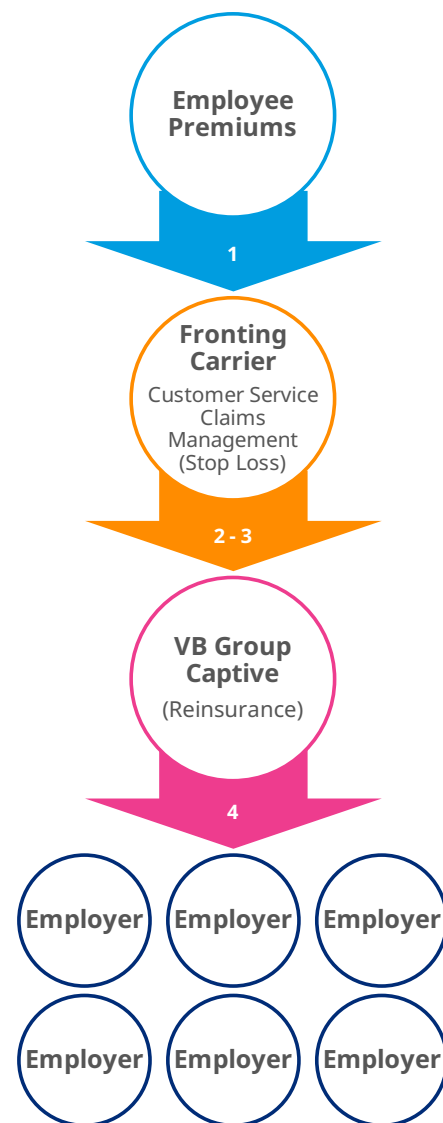 Employee
Premiums
1
Fronting
Carrier
Customer Service
Claims
Management
(Stop Loss)
2 - 3
VB Group
Captive
(Reinsurance)
4
Employer Employer Employer
Employer Employer Employer